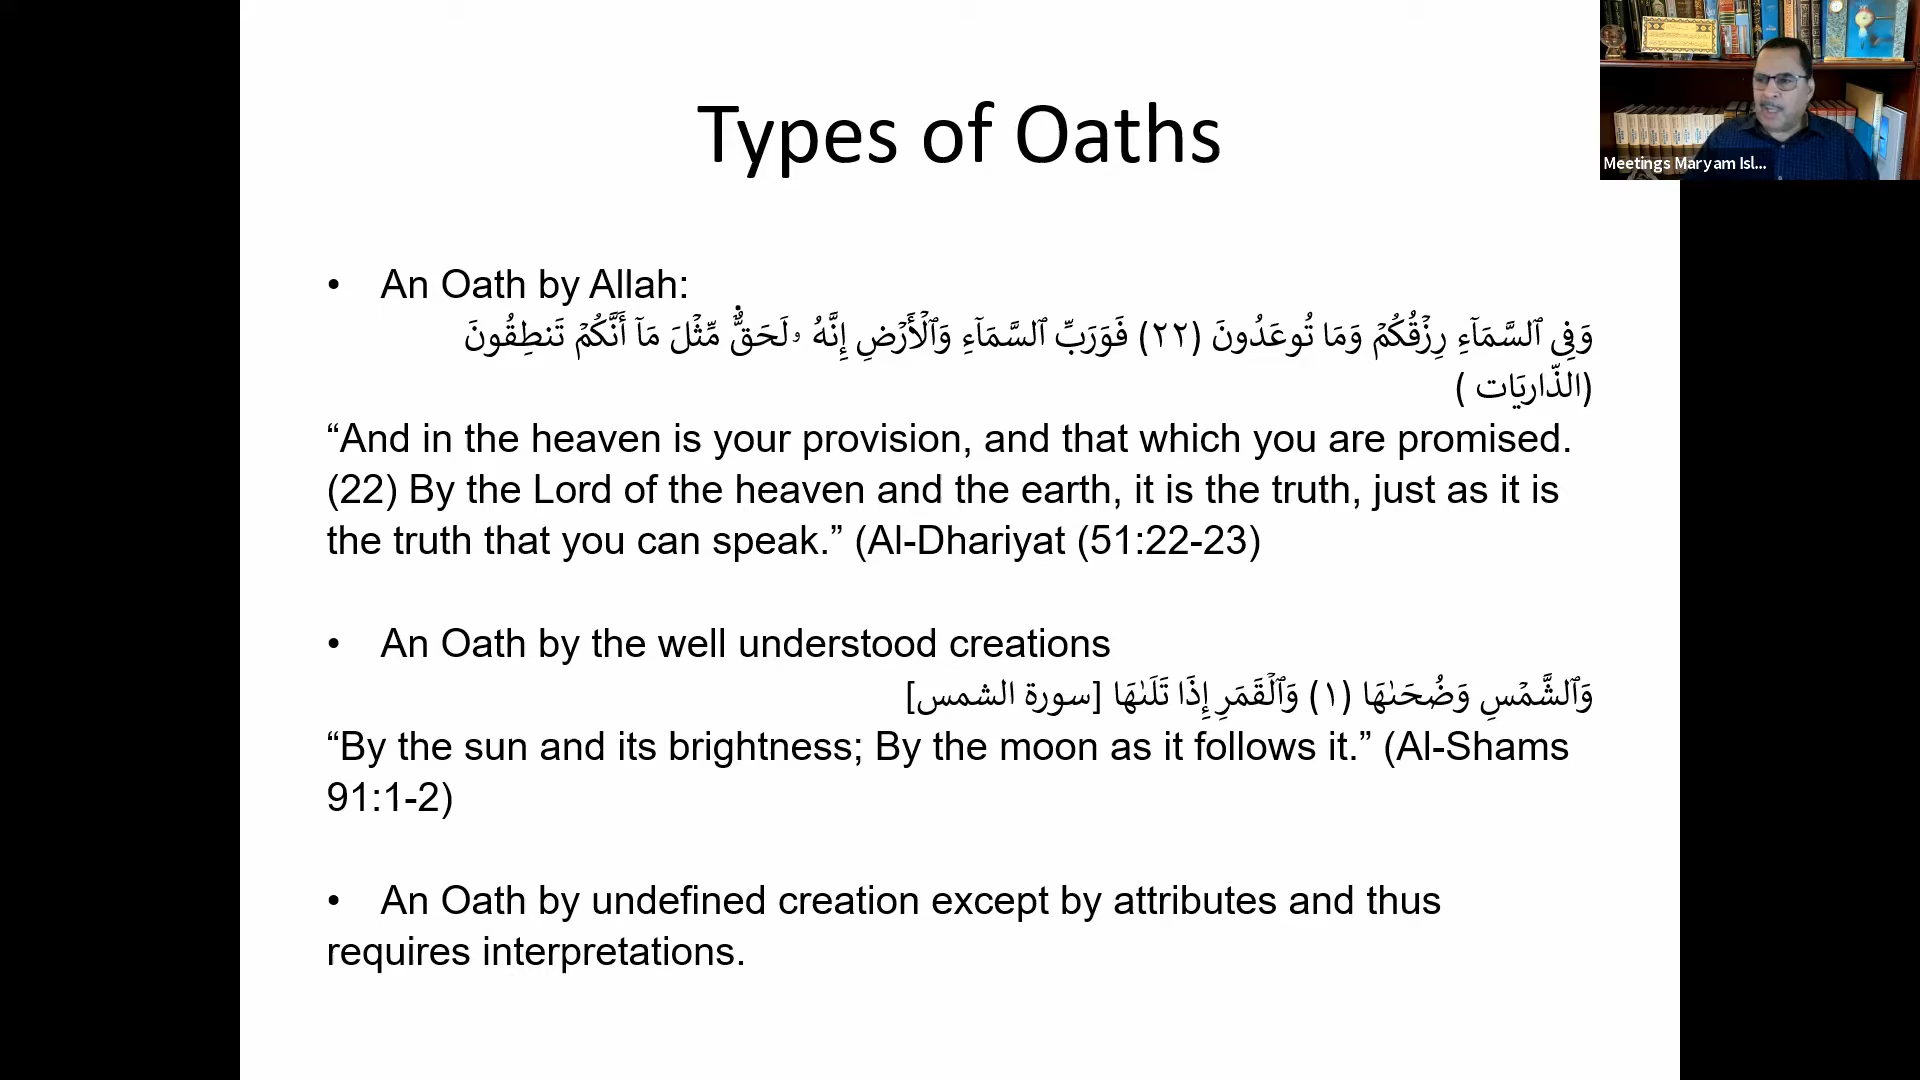 Types of Oaths
• An Oath by Allah:
وَفِى ٱلسَّمَآءِ رِزْقُكُمْ وَمَا تُوعَدُونَ (٢٢) فَوَرَبِّ ٱلسَّمَآءِ وَٱلْأَرْضِ إِنَّهُ ۥ لَحَقٌّ۬ مِّثْلَ مَآ أَنَّكُمْ تَنطِقُونَ
(الذّاريَات )
“And in the heaven is your provision, and that which you are promised.
(22) By the Lord of the heaven and the earth, it is the truth, just as it is
the truth that you can speak.” (Al-Dhariyat (51:22-23)
• An Oath by the well understood creations
وَٱلشَّمْسِ وَضُحَىٰهَا (١) وَٱلْقَمَرِ إِذَا تَلَىٰهَا [سورة الشمس]
“By the sun and its brightness; By the moon as it follows it.” (Al-Shams
91:1-2)
• An Oath by undefined creation except by attributes and thus
requires interpretations.
Meetings Maryam Isl...